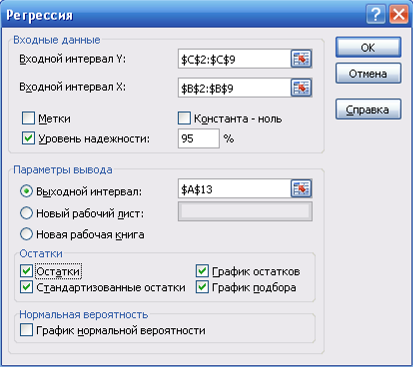 Регрессия
Входные данные
Входной интервал Y: $C$2:$C$9
Входной интервал X: $B$2:$B$9
Метки Константа - ноль
Уровень надежности: 95 %
OK
Отмена
Справка
Параметры вывода
Выходной интервал: $A$13
Новый рабочий лист:
Новая рабочая книга
Остатки
Остатки График остатков
Стандартизованные остатки График подбора
Нормальная вероятность
График нормальной вероятности